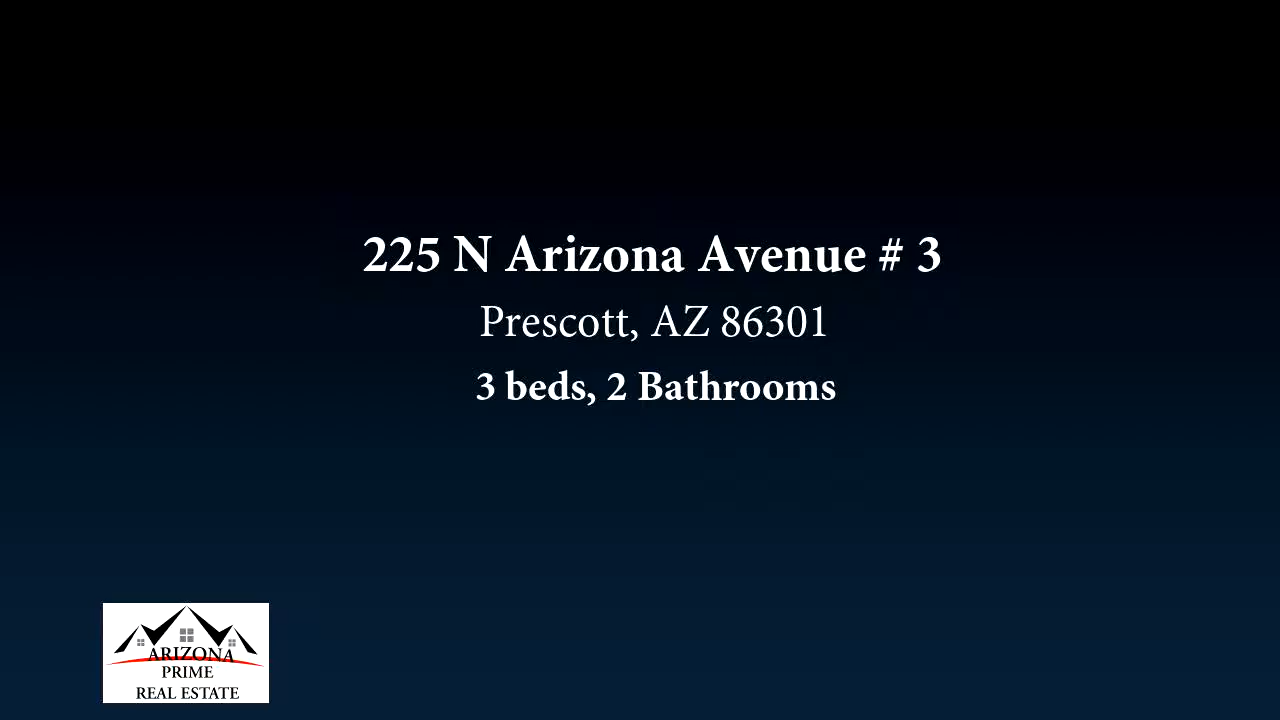 225 N Arizona Avenue # 3
Prescott, AZ 86301
3 beds, 2 Bathrooms
ARIZONA
PRIME
REAL ESTATE